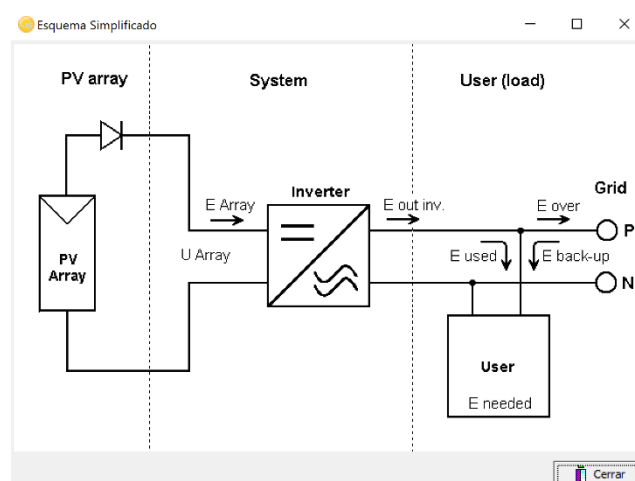 Esquema Simplificado
PV array
System
User (load)
Inverter
Grid
E Array
E out inv.
E over
P
PV
Array
U Array
E used
E back-up
N
User
E needed
Cerrar